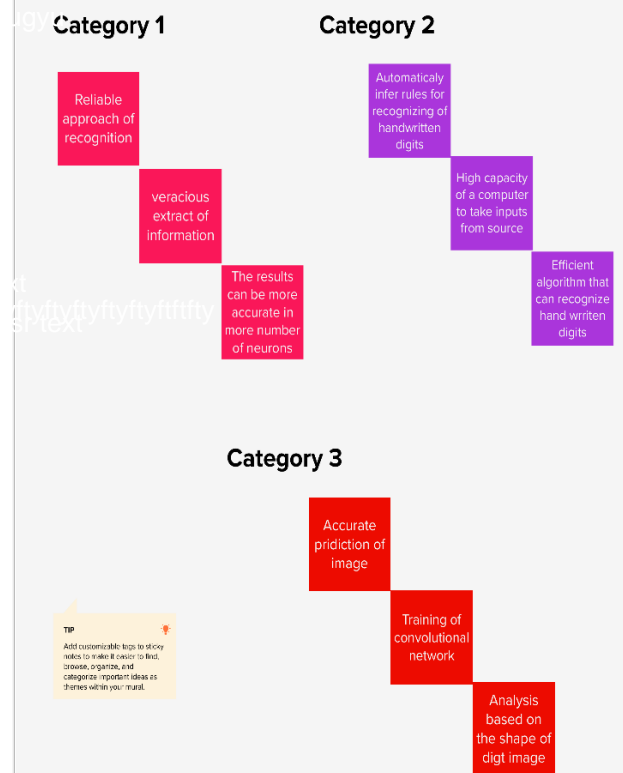 Category 1
Reliable
approach of
recognition
veracious
extract of
information
The results
can be more
accurate in
more number
of neurons
Category 2
Automaticaly
infer rules for
recognizing of
handwritten
digits
High capacity
of a computer
to take inputs
from source
Efficient
algorithm that
can recognize
hand wrriten
digits
text
Category 3
Accurate
pridiction of
image
Training of
convolutional
network
Analysis
based on
the shape of
digt image
TIP
Add customizable tags to sticky
notes to make it easier to find,
browse, organize, and
categorize important ideas as
themes within your mural.